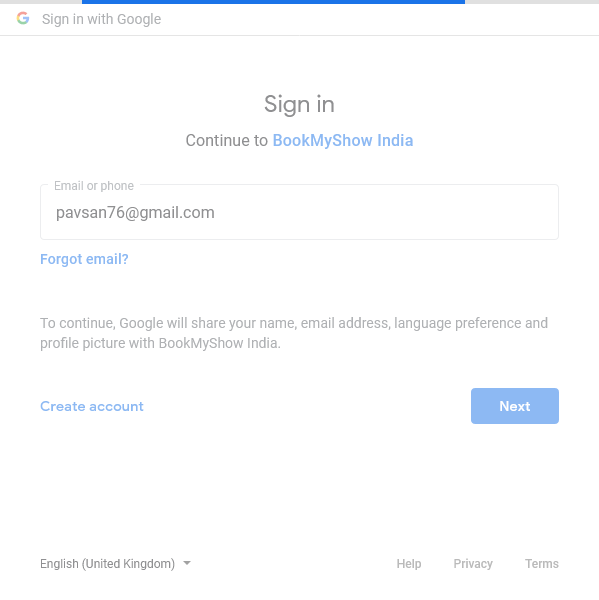 Sign in with Google
Sign in
Continue to BookMyShow India
Email or phone
pavsan76@gmail.com
Forgot email?
To continue, Google will share your name, email address, language preference and
profile picture with BookMyShow India.
Create account
Next
English (United Kingdom)
Help Privacy Terms